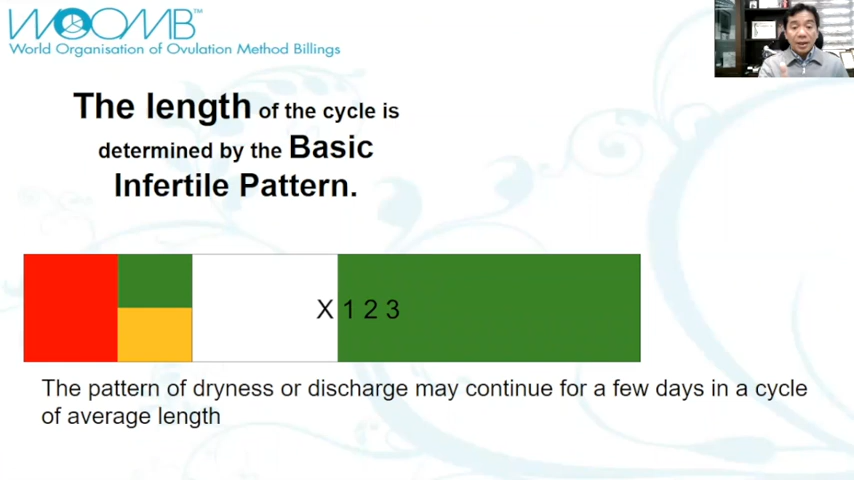 WOOMB™
World Organisation of Ovulation Method Billings
The length of the cycle is
determined by the Basic
Infertile Pattern.
X 1 2 3
The pattern of dryness or discharge may continue for a few days in a cycle
of average length